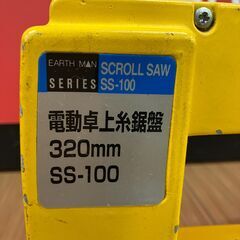 EARTH MAN
SERIES
SCROLL SAW
SS-100
電動卓上糸鋸盤
320mm
SS-100